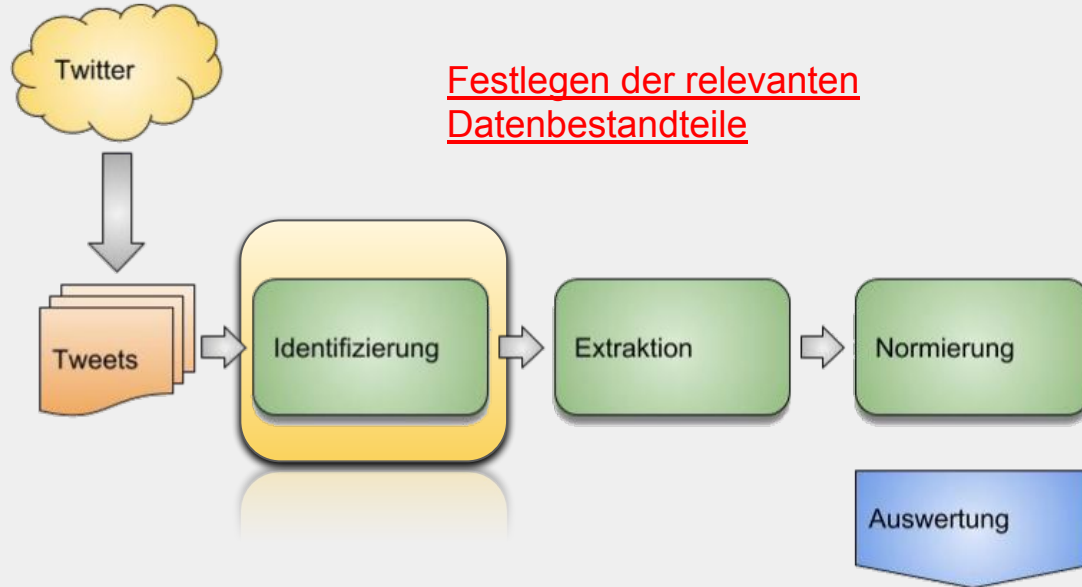 Twitter
Festlegen der relevanten
Datenbestandteile
Tweets
Identifizierung
Extraktion
Normierung
Auswertung